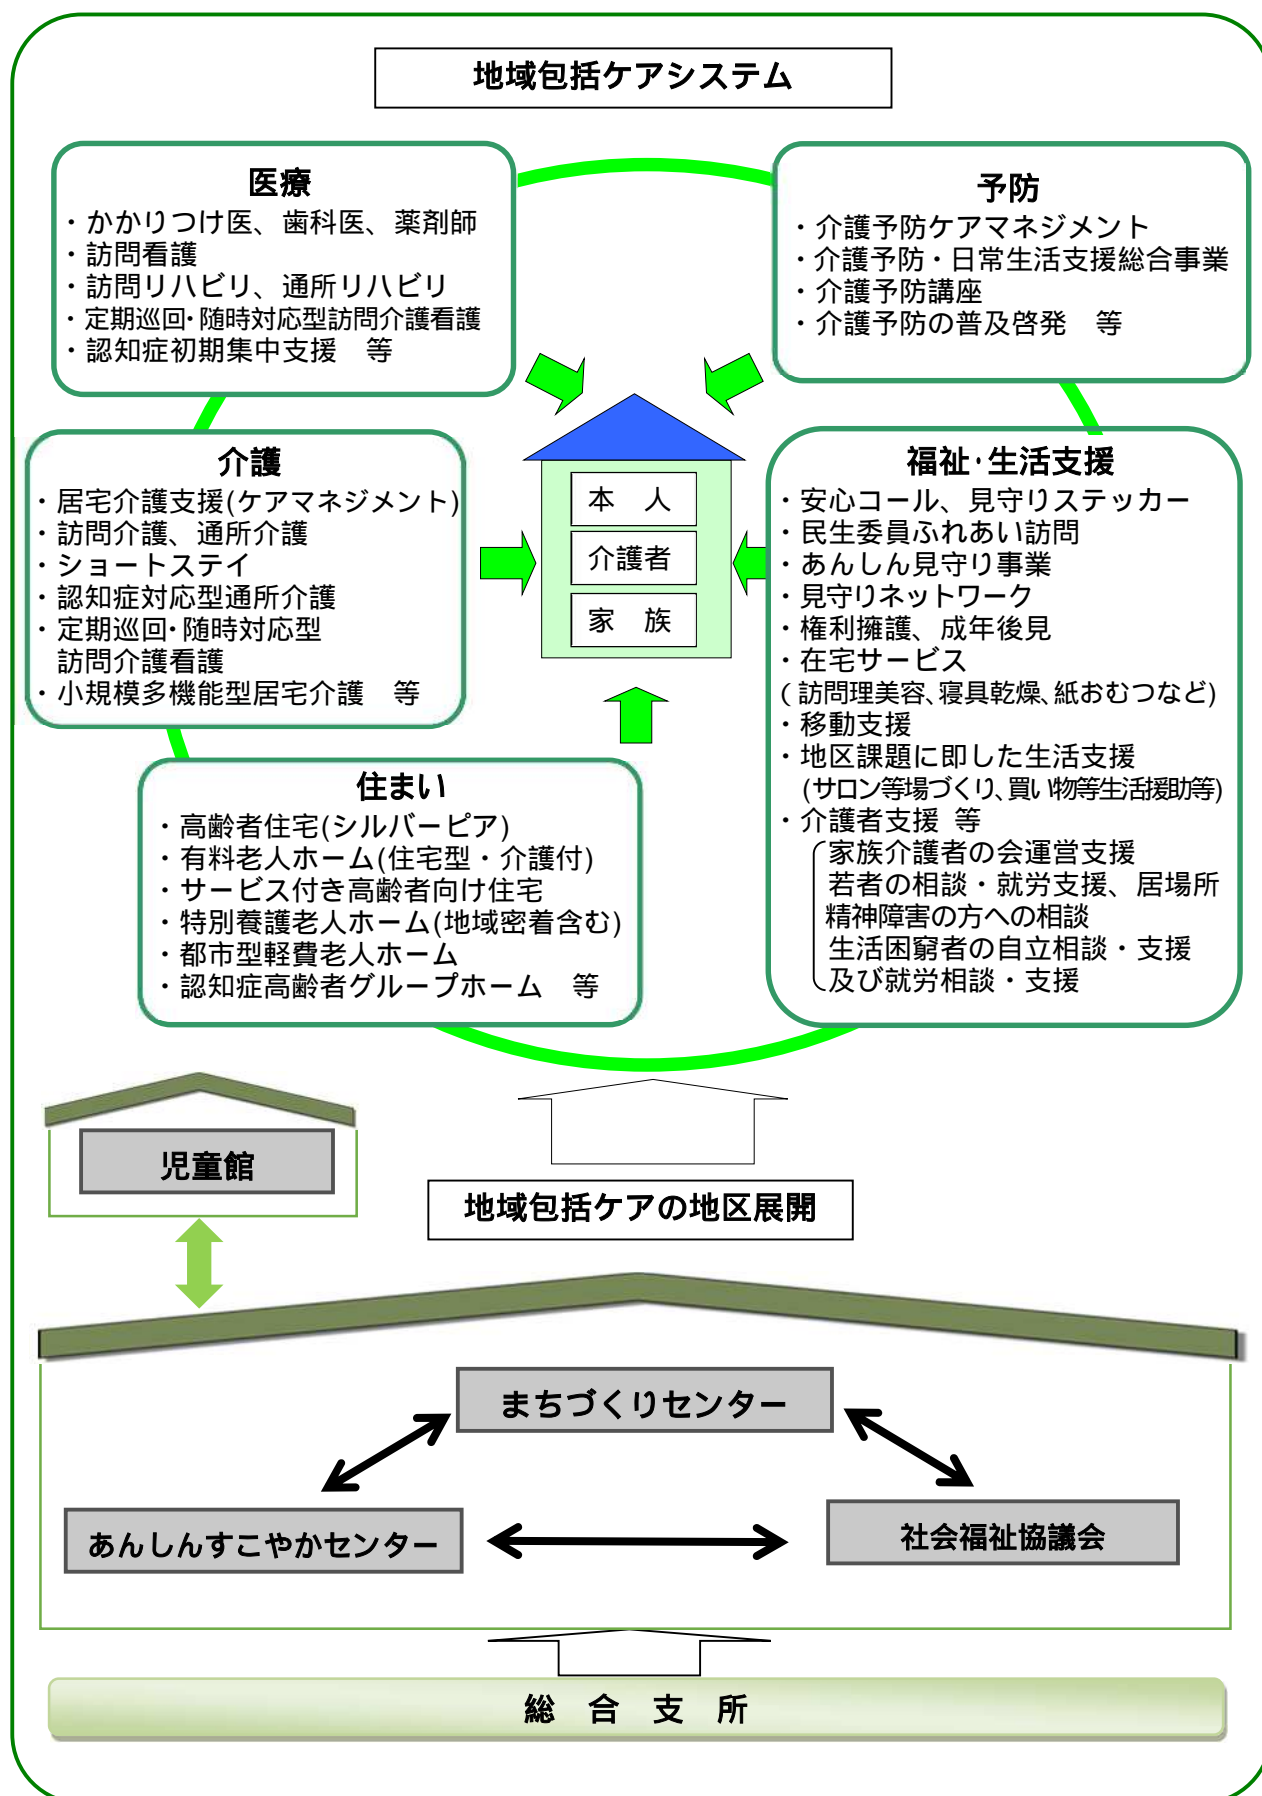 地域包括ケアシステム
医療
・かかりつけ医、歯科医、薬剤師
・訪問看護
・訪問リハビリ、通所リハビリ
・定期巡回･随時対応型訪問介護看護
・認知症初期集中支援　等
予防
・介護予防ケアマネジメント
・介護予防・日常生活支援総合事業
・介護予防講座
・介護予防の普及啓発　等
介護
・居宅介護支援(ケアマネジメント)
・訪問介護、通所介護
・ショートステイ
・認知症対応型通所介護
・定期巡回･随時対応型
訪問介護看護
・小規模多機能型居宅介護　等
本　人
介護者
家　族
福祉･生活支援
・安心コール、見守りステッカー
・民生委員ふれあい訪問
・あんしん見守り事業
・見守りネットワーク
・権利擁護、成年後見
・在宅サービス
(訪問理美容、寝具乾燥、紙おむつなど)
・移動支援
・地区課題に即した生活支援
(サロン等場づくり、買い物等生活援助等)
・介護者支援 等
家族介護者の会運営支援
若者の相談・就労支援、居場所
精神障害の方への相談
生活困窮者の自立相談・支援
及び就労相談・支援
住まい
・高齢者住宅(シルバーピア)
・有料老人ホーム(住宅型・介護付)
・サービス付き高齢者向け住宅
・特別養護老人ホーム(地域密着含む)
・都市型軽費老人ホーム
・認知症高齢者グループホーム　等
児童館
地域包括ケアの地区展開
まちづくりセンター
あんしんすこやかセンター
社会福祉協議会
総　合　支　所